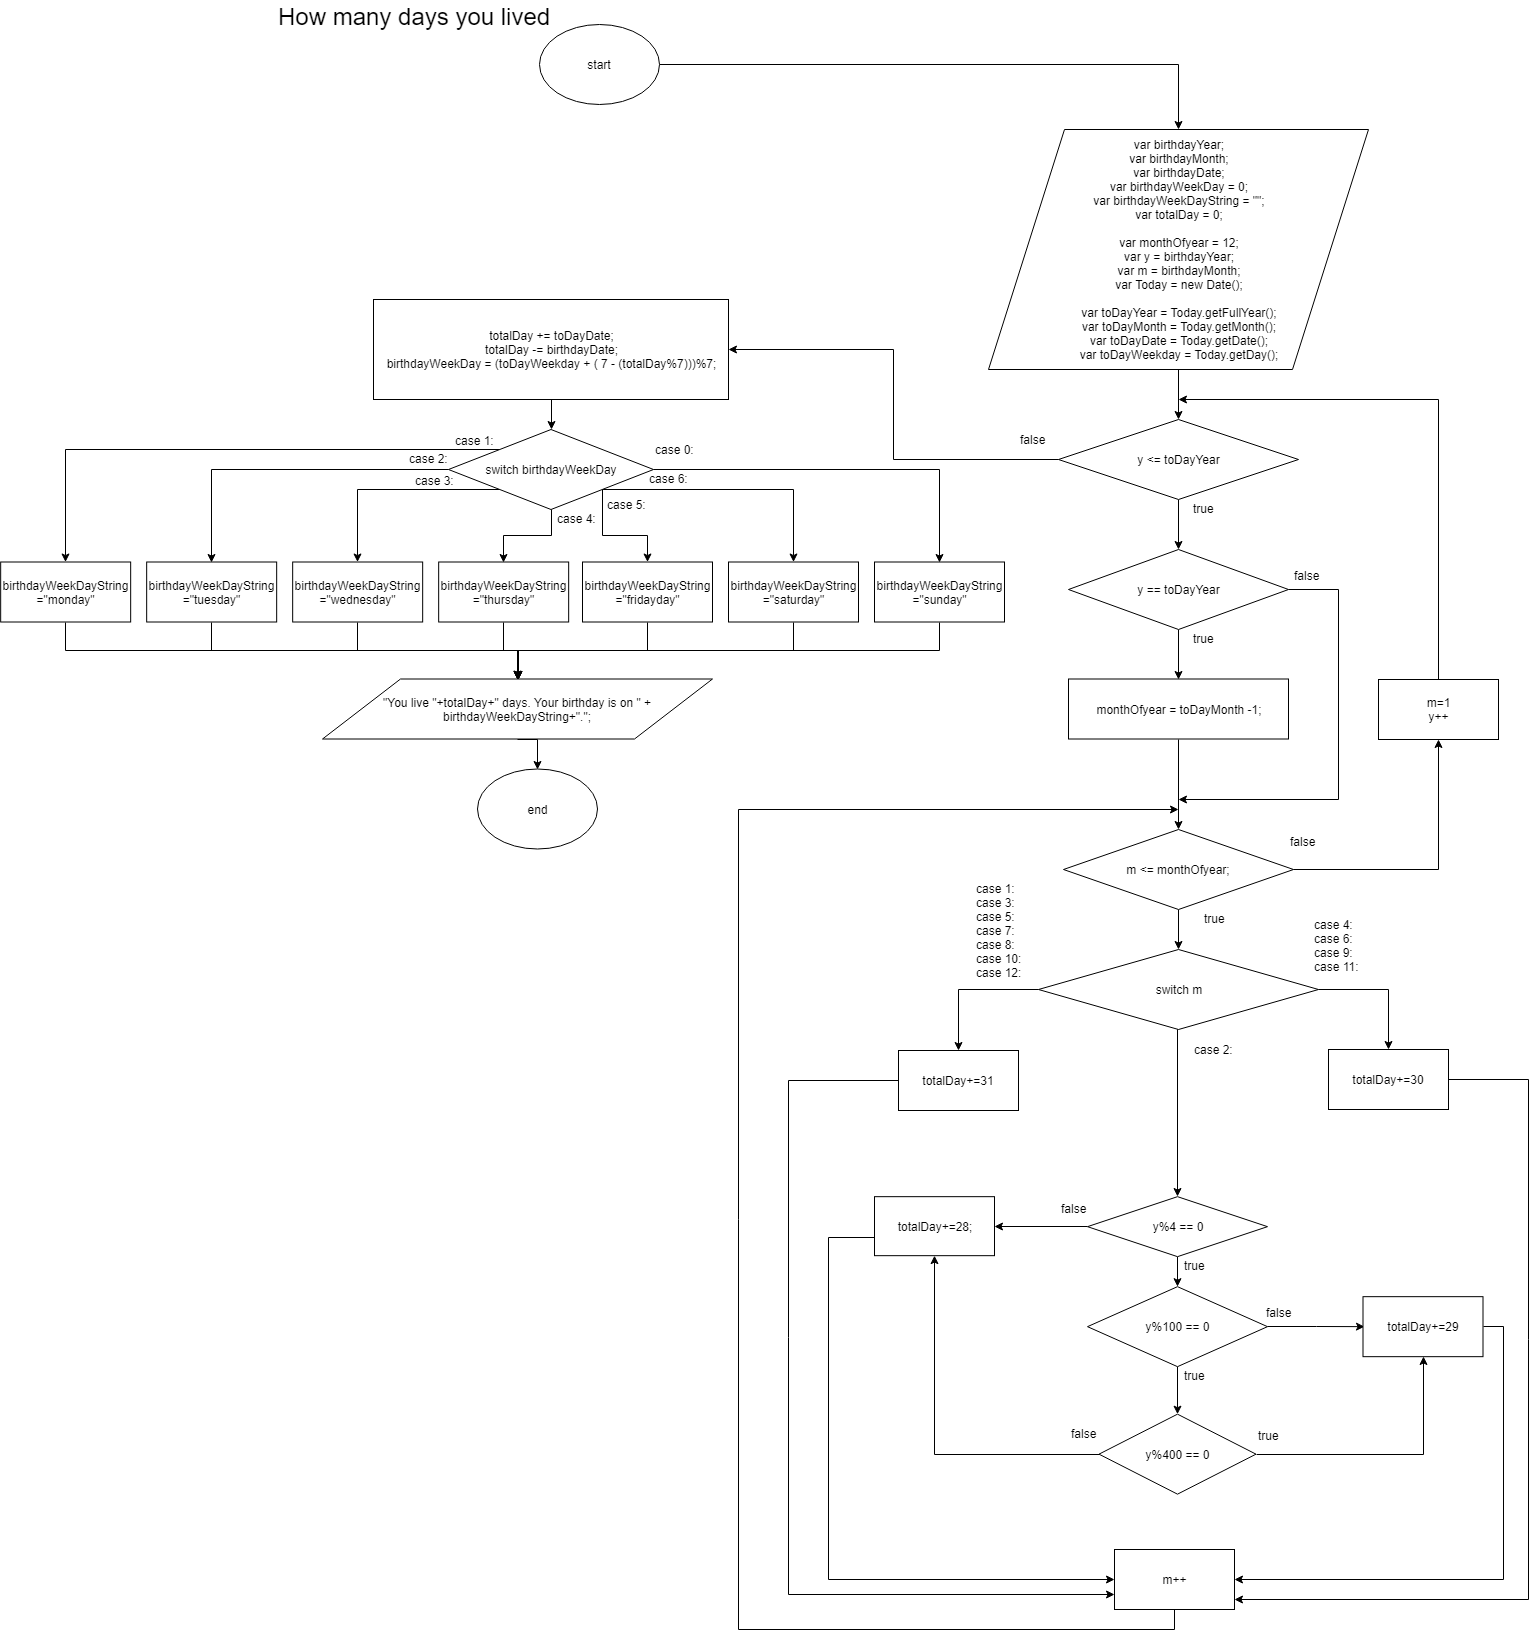 How many days you lived
start
var birthdayYear;
var birthdayMonth;
var birthdayDate;
var birthdayWeekDay = 0;
var birthdayWeekDayString = "";
var totalDay = 0;
var monthOfyear = 12;
var y = birthdayYear;
var m = birthdayMonth;
var Today = new Date();
var toDayYear = Today.getFullYear();
var toDayMonth = Today.getMonth();
var toDayDate = Today.getDate();
var toDayWeekday = Today.getDay();
totalDay += toDayDate;
totalDay -= birthdayDate;
birthdayWeekDay = (toDayWeekday + ( 7 - (totalDay%7)))%7;
false
y <= toDayYear
true
case 1:
case 2:
case 3:
switch birthdayWeekDay
case 0:
case 6:
case 5:
case 4:
birthdayWeekDayString
="monday"
birthdayWeekDayString
="tuesday"
birthdayWeekDayString
="wednesday"
birthdayWeekDayString
="thursday"
birthdayWeekDayString
="fridayday"
birthdayWeekDayString
="saturday"
birthdayWeekDayString
="sunday"
y == toDayYear
false
true
"You live "+totalDay+" days. Your birthday is on " +
birthdayWeekDayString+".";
monthOfyear = toDayMonth -1;
m=1
y++
end
m <= monthOfyear;
false
true
case 1:
case 3:
case 5:
case 7:
case 8:
case 10:
case 12:
case 4:
case 6:
case 9:
case 11:
switch m
case 2:
totalDay+=31
totalDay+=30
totalDay+=28;
false
y%4 == 0
true
y%100 == 0
false
totalDay+=29
true
false
y%400 == 0
true
m++